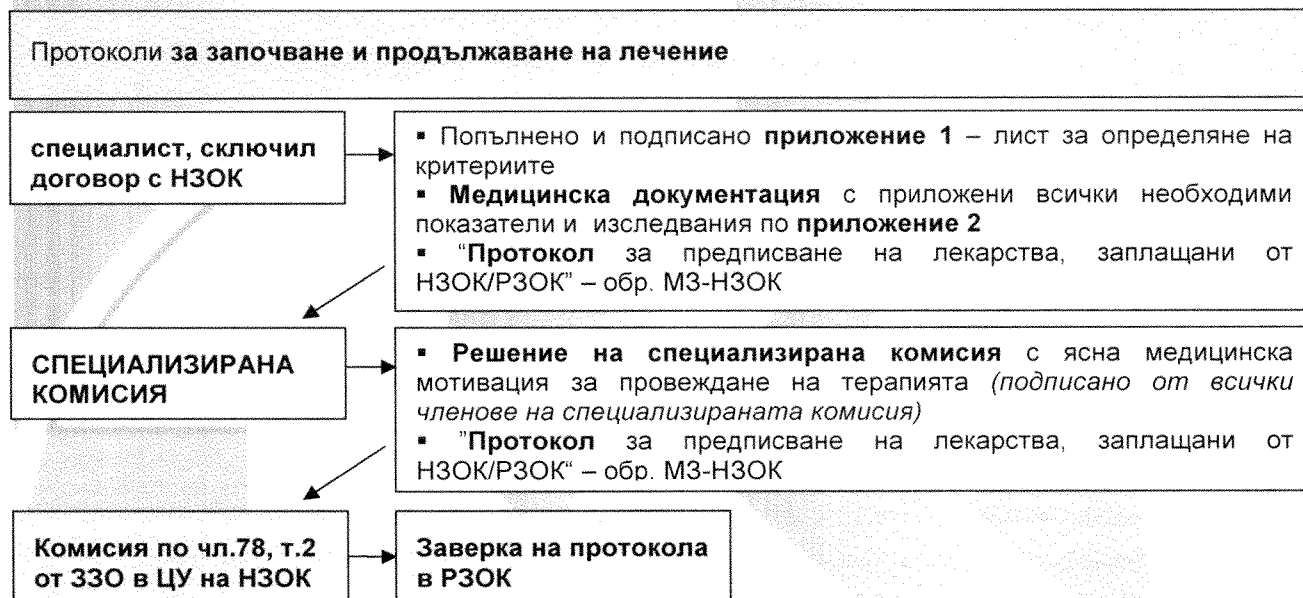 Протоколи за започване и продължаване на лечение
специалист, сключил
договор с НЗОК
▪ Попълнено и подписано приложение 1 – лист за определяне на
критериите
▪ Медицинска документация с приложени всички необходими
показатели и изследвания по приложение 2
▪ "Протокол за предписване на лекарства, заплащани от
НЗОК/РЗОК" – обр. МЗ-НЗОК
СПЕЦИАЛИЗИРАНА
КОМИСИЯ
▪ Решение на специализирана комисия с ясна медицинска
мотивация за провеждане на терапията (подписано от всички
членове на специализираната комисия)
▪ "Протокол за предписване на лекарства, заплащани от
НЗОК/РЗОК" – обр. МЗ-НЗОК
Комисия по чл.78, т.2
от ЗЗО в ЦУ на НЗОК
Заверка на протокола
в РЗОК